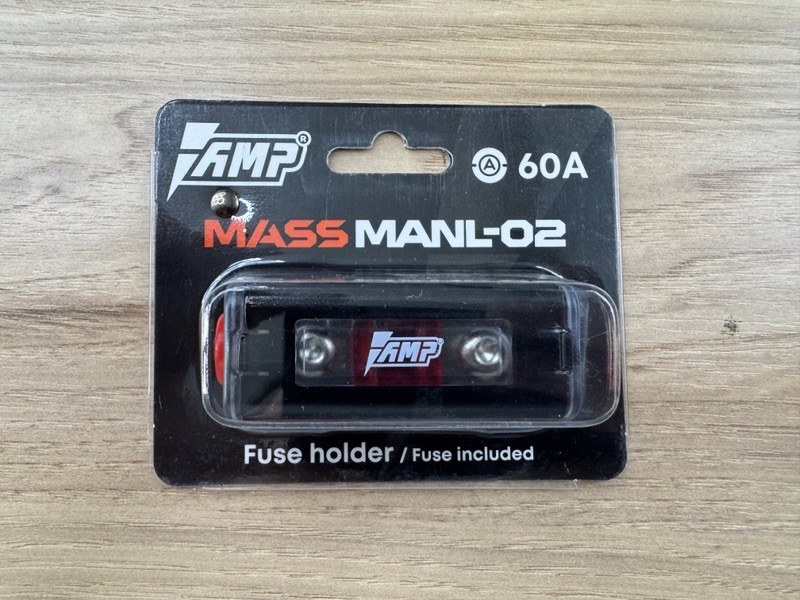 AMP®
60A
MASS MANL-02
AMP
Fuse holder / Fuse included